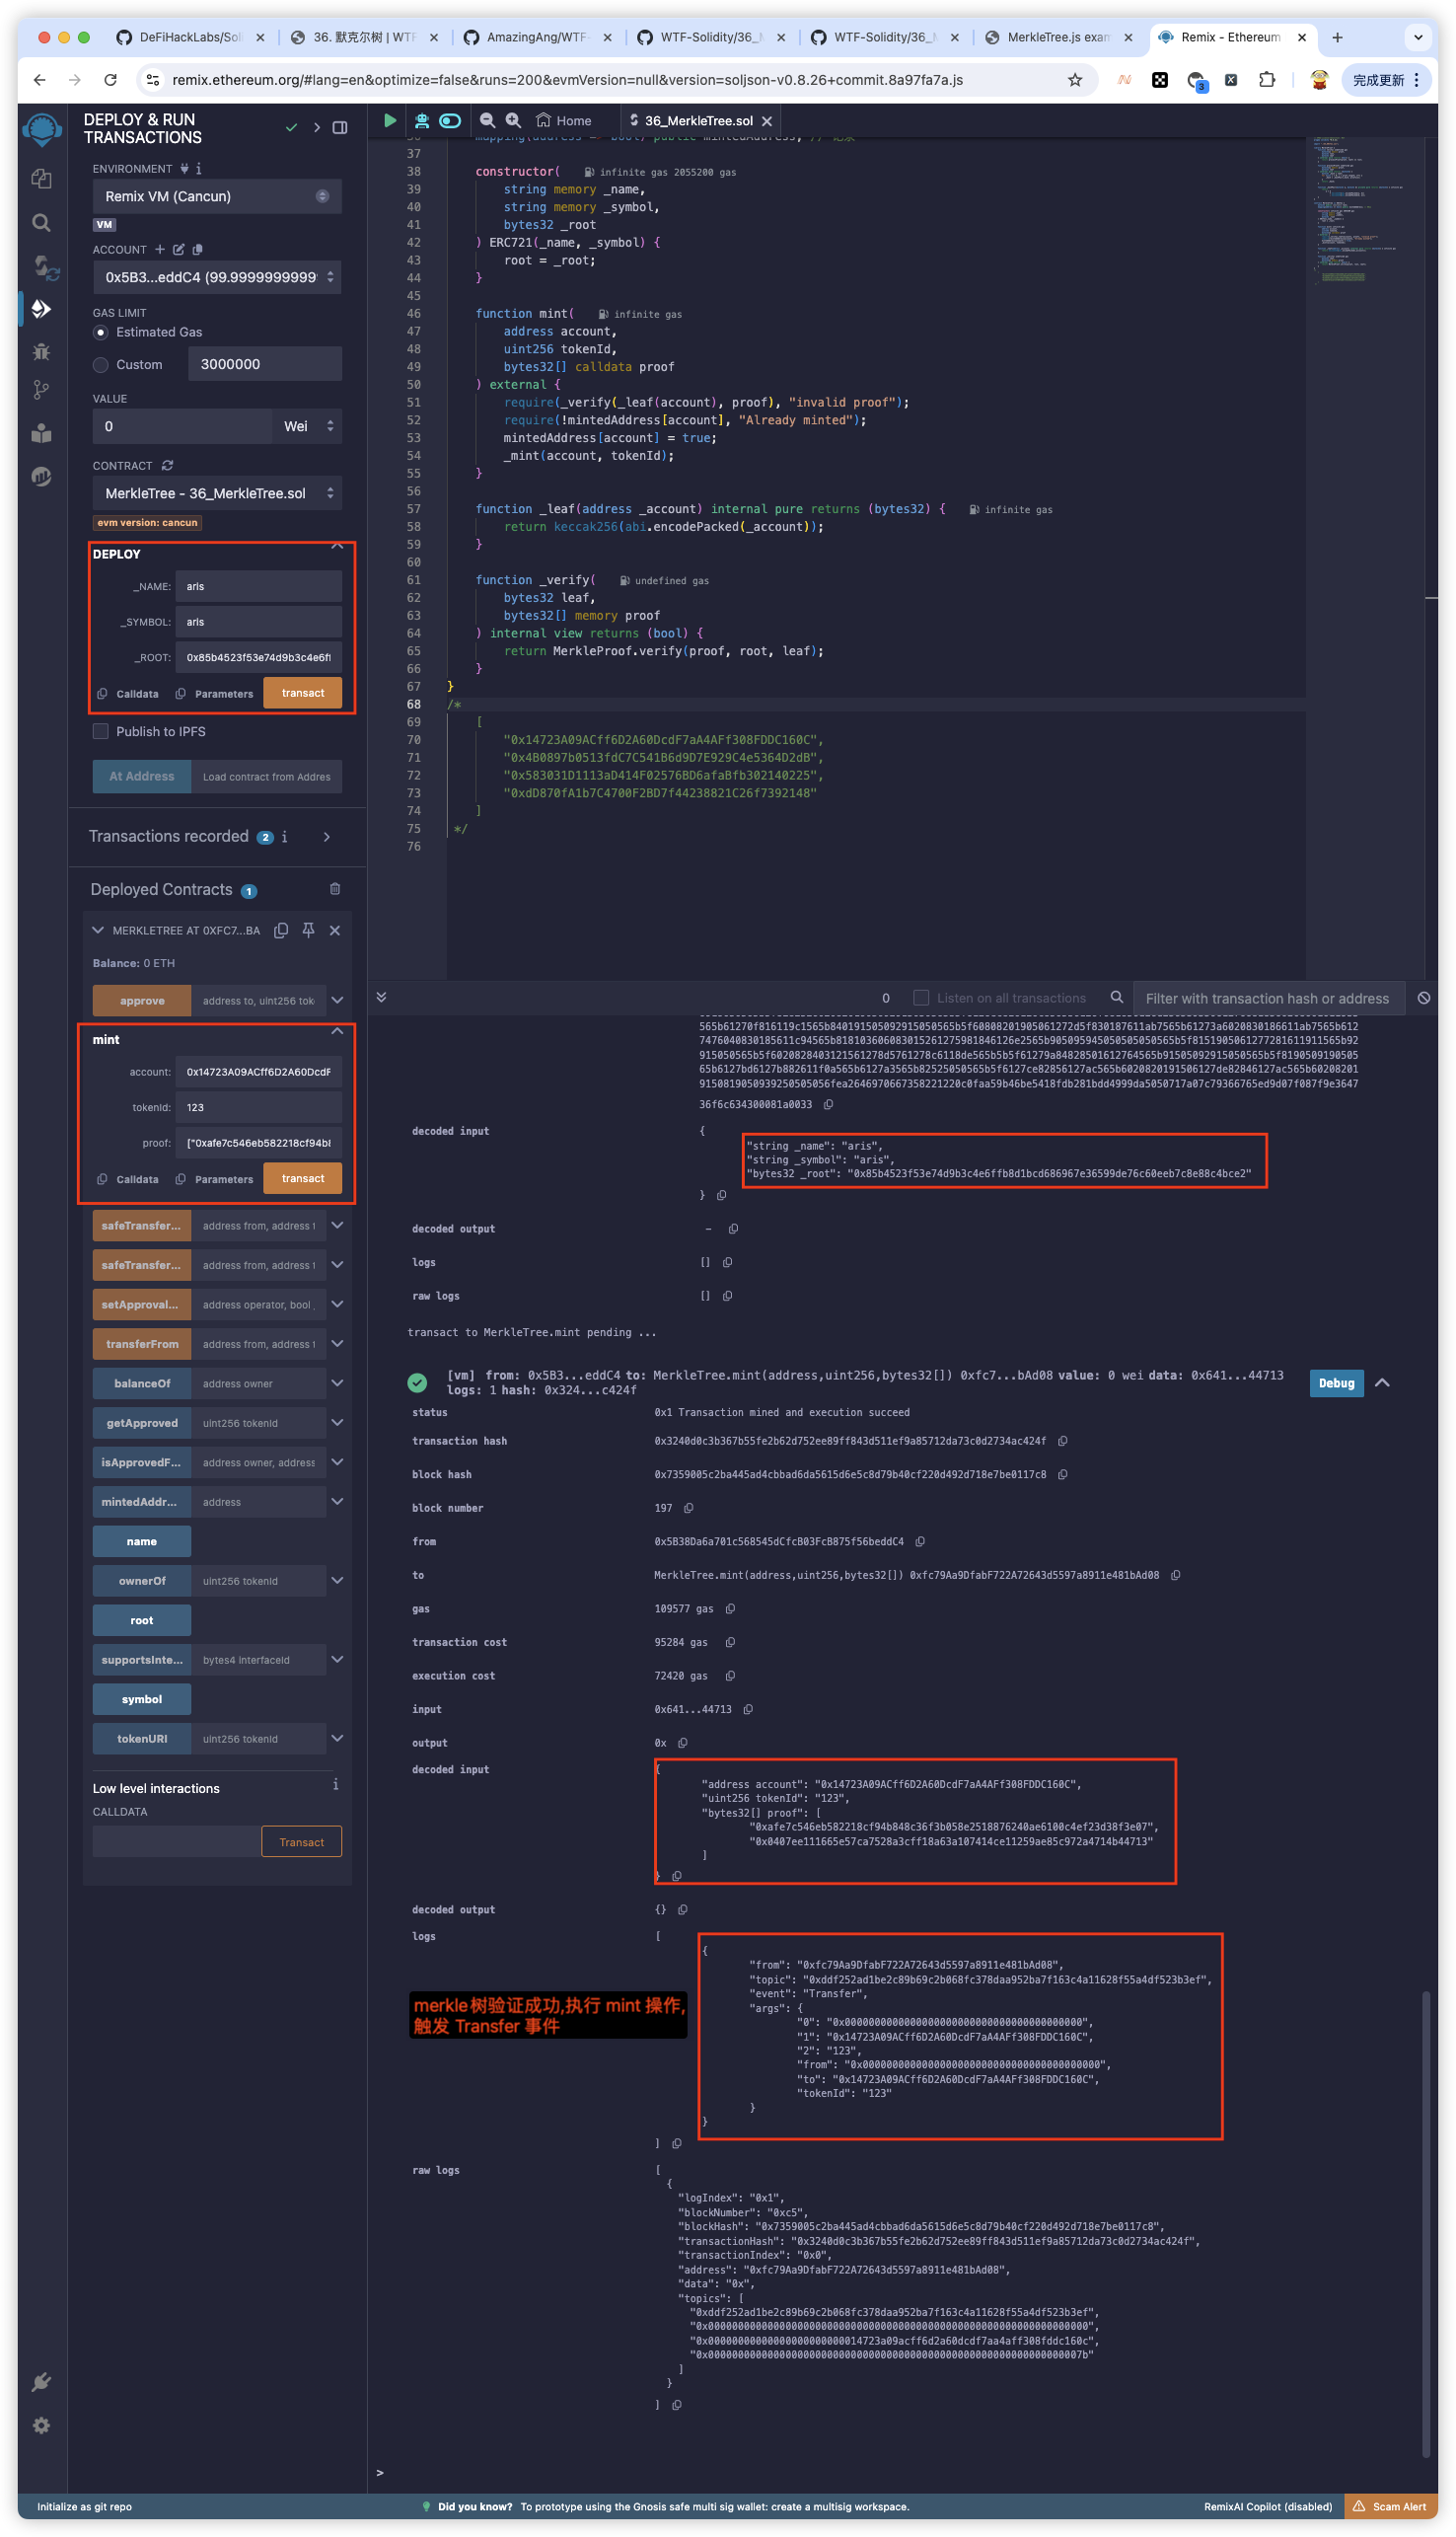 DeFiHackLabs/Soli
36. 默克尔树 | WTF
AmazingAng/WTF-
WTF-Solidity/36_M
WTF-Solidity/36_M
MerkleTree.js exam
Remix - Ethereum
remix.ethereum.org/#lang=en&optimize=false&runs=200&evmVersion=null&version=soljson-v0.8.26+commit.8a97fa7a.js
3
完成更新
DEPLOY & RUN
TRANSACTIONS
ENVIRONMENT
Remix VM (Cancun)
VM
ACCOUNT
0x5B3...eddC4 (99.9999999999
GAS LIMIT
Estimated Gas
Custom 3000000
VALUE
0 Wei
CONTRACT
MerkleTree - 36_MerkleTree.sol
evm version: cancun
DEPLOY
_NAME: aris
_SYMBOL: aris
_ROOT: 0x85b4523f53e74d9b3c4e6f
Calldata Parameters transact
Publish to IPFS
At Address Load contract from Addres
Transactions recorded 2 i
Deployed Contracts 1
MERKLETREE AT 0XFC7...BA
Balance: 0 ETH
approve address to, uint256 tok
mint
account: 0x14723A09ACff6D2A60DcdF
tokenId: 123
proof: ["0xafe7c546eb582218cf94b8
Calldata Parameters transact
safeTransfer... address from, address t
safeTransfer... address from, address t
setApproval... address operator, bool
transferFrom address from, address t
balanceOf address owner
getApproved uint256 tokenId
isApprovedF... address owner, address
mintedAddr... address
name
ownerOf uint256 tokenId
root
supportsInte... bytes4 interfaceId
symbol
tokenURI uint256 tokenId
Low level interactions i
CALLDATA
Transact
Home
36_MerkleTree.sol
37
38 constructor( infinite gas 2055200 gas
39 string memory _name,
40 string memory _symbol,
41 bytes32 _root
42 ) ERC721(_name, _symbol) {
43 root = _root;
44 }
45
46 function mint( infinite gas
47 address account,
48 uint256 tokenId,
49 bytes32[] calldata proof
50 ) external {
51 require(_verify(_leaf(account), proof), "invalid proof");
52 require(!mintedAddress[account], "Already minted");
53 mintedAddress[account] = true;
54 _mint(account, tokenId);
55 }
56
57 function _leaf(address _account) internal pure returns (bytes32) { infinite gas
58 return keccak256(abi.encodePacked(_account));
59 }
60
61 function _verify( undefined gas
62 bytes32 leaf,
63 bytes32[] memory proof
64 ) internal view returns (bool) {
65 return MerkleProof.verify(proof, root, leaf);
66 }
67 }
68 /*
69 [
70 "0x14723A09ACff6D2A60DcdF7aA4AFf308FDDC160C",
71 "0x4B0897b0513fdC7C541B6d9D7E929C4e5364D2dB",
72 "0x583031D1113aD414F02576BD6afaBfb302140225",
73 "0xdD870fA1b7C4700F2BD7f44238821C26f7392148"
74 ]
75 */
76
0 Listen on all transactions Filter with transaction hash or address
36f6c634300081a0033
decoded input {
"string _name": "aris",
"string _symbol": "aris",
"bytes32 _root": "0x85b4523f53e74d9b3c4e6ffb8d1bcd686967e36599de76c60eeb7c8e88c4bce2"
}
decoded output -
logs []
raw logs []
transact to MerkleTree.mint pending ...
[vm] from: 0x5B3...eddC4 to: MerkleTree.mint(address,uint256,bytes32[]) 0xfc7...bAd08 value: 0 wei data: 0x641...44713
logs: 1 hash: 0x324...c424f
Debug
status 0x1 Transaction mined and execution succeed
transaction hash 0x3240d0c3b367b55fe2b62d752ee89ff843d511ef9a85712da73c0d2734ac424f
block hash 0x7359005c2ba445ad4cbbad6da5615d6e5c8d79b40cf220d492d718e7be0117c8
block number 197
from 0x5B38Da6a701c568545dCfcB03FcB875f56beddC4
to MerkleTree.mint(address,uint256,bytes32[]) 0xfc79Aa9DfabF722A72643d5597a8911e481bAd08
gas 109577 gas
transaction cost 95284 gas
execution cost 72420 gas
input 0x641...44713
output 0x
decoded input {
"address account": "0x14723A09ACff6D2A60DcdF7aA4AFf308FDDC160C",
"uint256 tokenId": "123",
"bytes32[] proof": [
"0xafe7c546eb582218cf94b848c36f3b058e2518876240ae6100c4ef23d38f3e07",
"0x0407ee111665e57ca7528a3cff18a63a107414ce11259ae85c972a4714b44713"
]
}
decoded output {}
logs [
{
"from": "0xfc79Aa9DfabF722A72643d5597a8911e481bAd08",
"topic": "0xddf252ad1be2c89b69c2b068fc378daa952ba7f163c4a11628f55a4df523b3ef",
"event": "Transfer",
"args": {
"0": "0x0000000000000000000000000000000000000000",
"1": "0x14723A09ACff6D2A60DcdF7aA4AFf308FDDC160C",
"2": "123",
"from": "0x0000000000000000000000000000000000000000",
"to": "0x14723A09ACff6D2A60DcdF7aA4AFf308FDDC160C",
"tokenId": "123"
}
}
]
merkle树验证成功,执行 mint 操作,
触发 Transfer 事件
raw logs [
{
"logIndex": "0x1",
"blockNumber": "0xc5",
"blockHash": "0x7359005c2ba445ad4cbbad6da5615d6e5c8d79b40cf220d492d718e7be0117c8",
"transactionHash": "0x3240d0c3b367b55fe2b62d752ee89ff843d511ef9a85712da73c0d2734ac424f",
"transactionIndex": "0x0",
"address": "0xfc79Aa9DfabF722A72643d5597a8911e481bAd08",
"data": "0x",
"topics": [
"0xddf252ad1be2c89b69c2b068fc378daa952ba7f163c4a11628f55a4df523b3ef",
"0x0000000000000000000000000000000000000000000000000000000000000000",
"0x00000000000000000000000014723a09acff6d2a60dcdf7aa4aff308fddc160c",
"0x000000000000000000000000000000000000000000000000000000000000007b"
]
}
]
>
Initialize as git repo
Did you know? To prototype using the Gnosis safe multi sig wallet: create a multisig workspace.
RemixAI Copilot (disabled)
Scam Alert